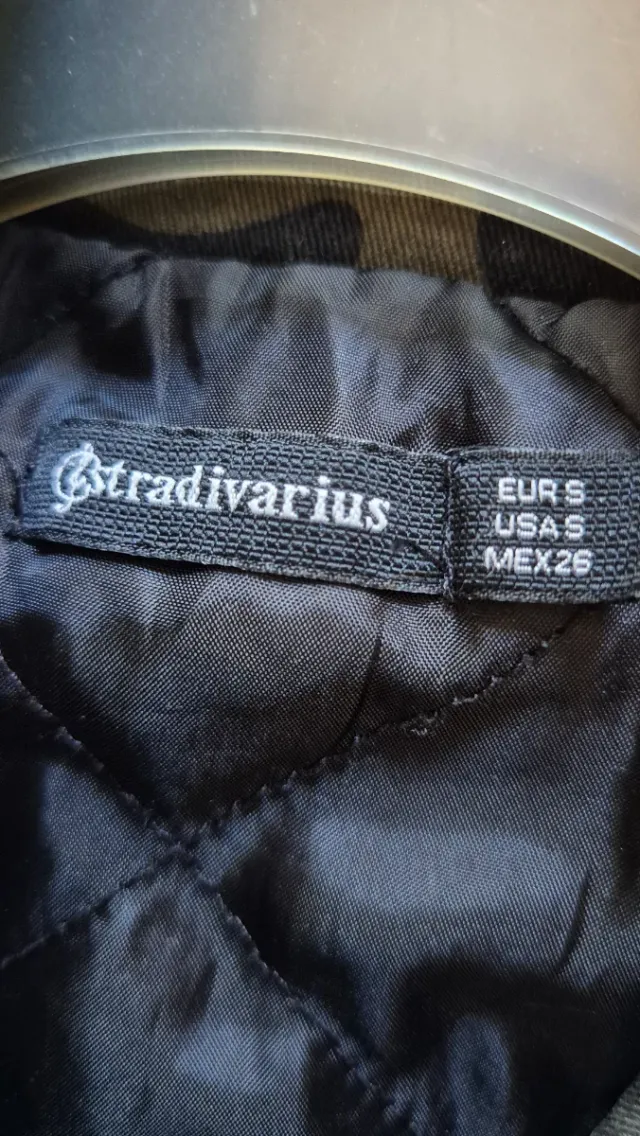 stradivarius
EUR S
USA S
MEX 26